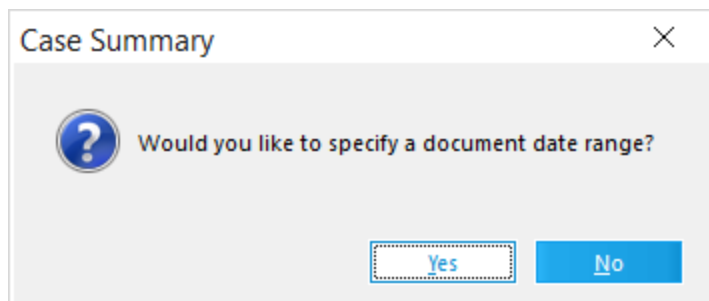 Case Summary
?
Would you like to specify a document date range?
Yes
No